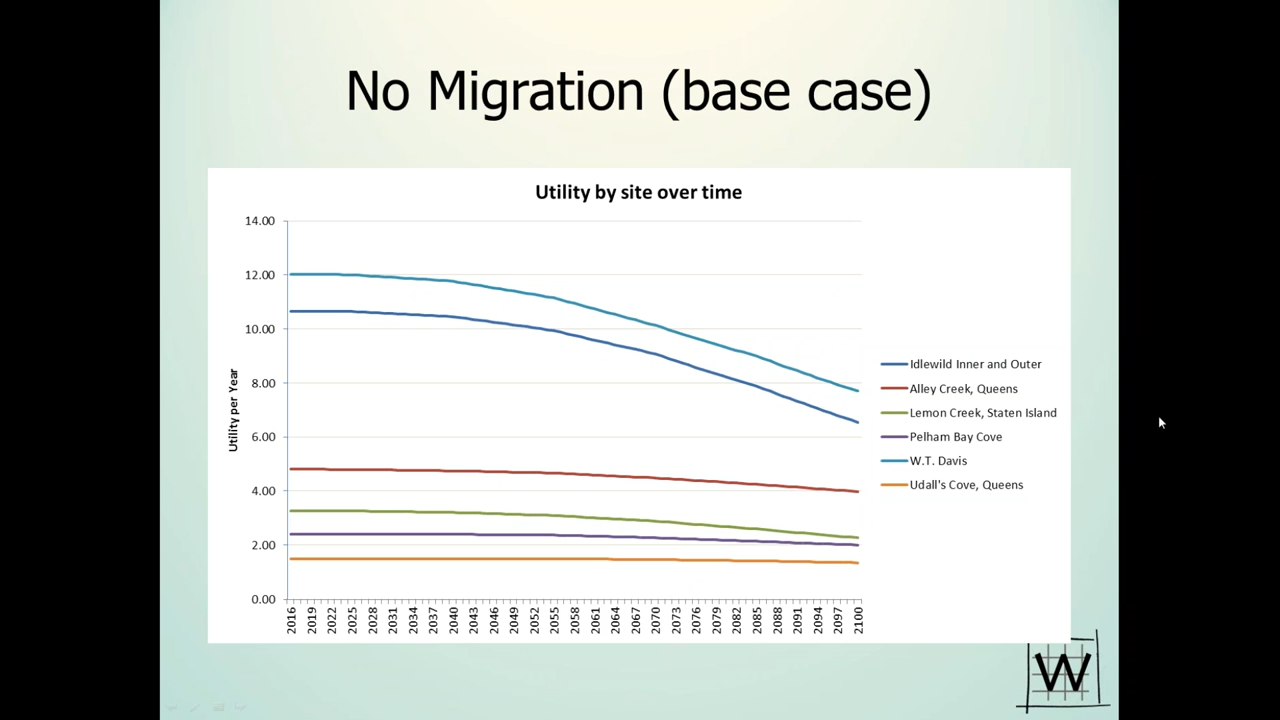 No Migration (base case)
Utility by site over time
Utility per Year
14.00
12.00
10.00
8.00
6.00
4.00
2.00
0.00
2016 2019 2022 2025 2028 2031 2034 2037 2040 2043 2046 2049 2052 2055 2058 2061 2064 2067 2070 2073 2076 2079 2082 2085 2088 2091 2094 2097 2100
Idlewild Inner and Outer
Alley Creek, Queens
Lemon Creek, Staten Island
Pelham Bay Cove
W.T. Davis
Udall's Cove, Queens
W